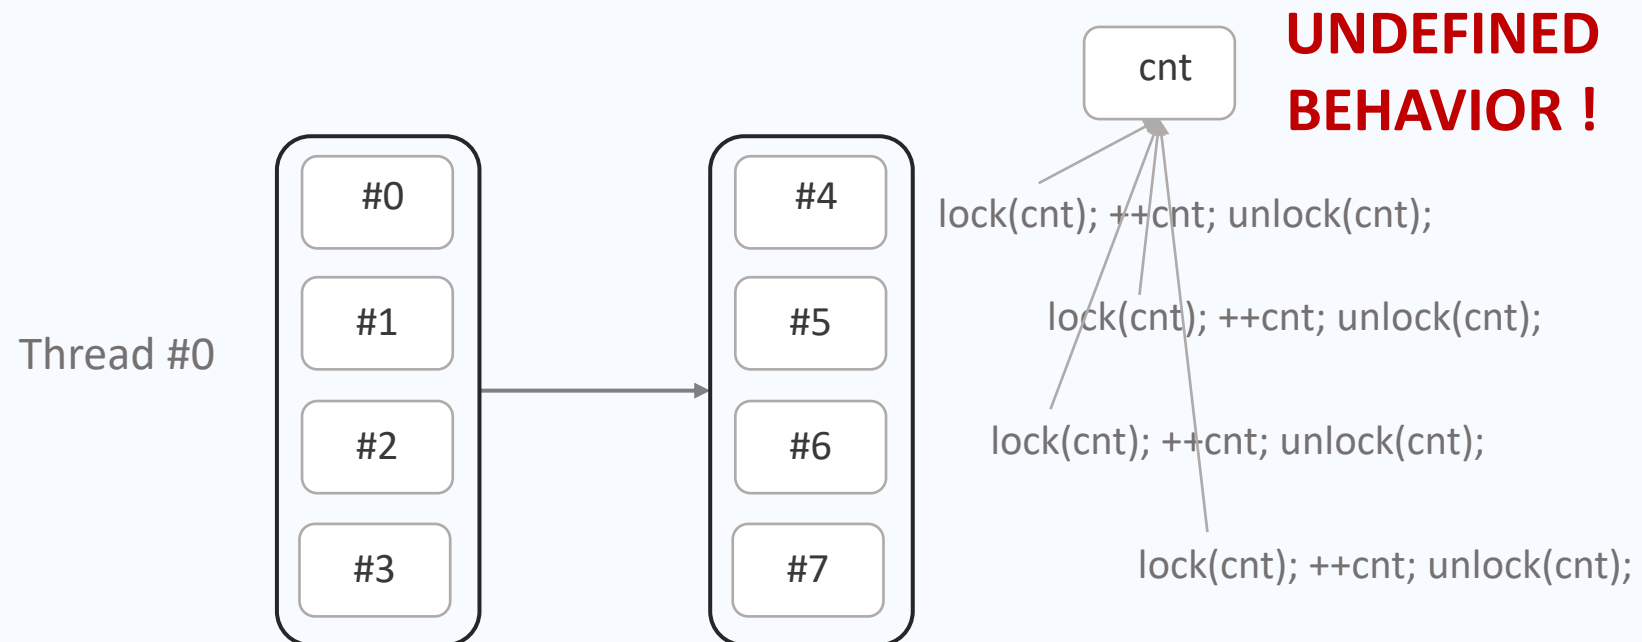 UNDEFINED
BEHAVIOR !
cnt
Thread #0
#0
#1
#2
#3
#4
#5
#6
#7
lock(cnt); ++cnt; unlock(cnt);
lock(cnt); ++cnt; unlock(cnt);
lock(cnt); ++cnt; unlock(cnt);
lock(cnt); ++cnt; unlock(cnt);